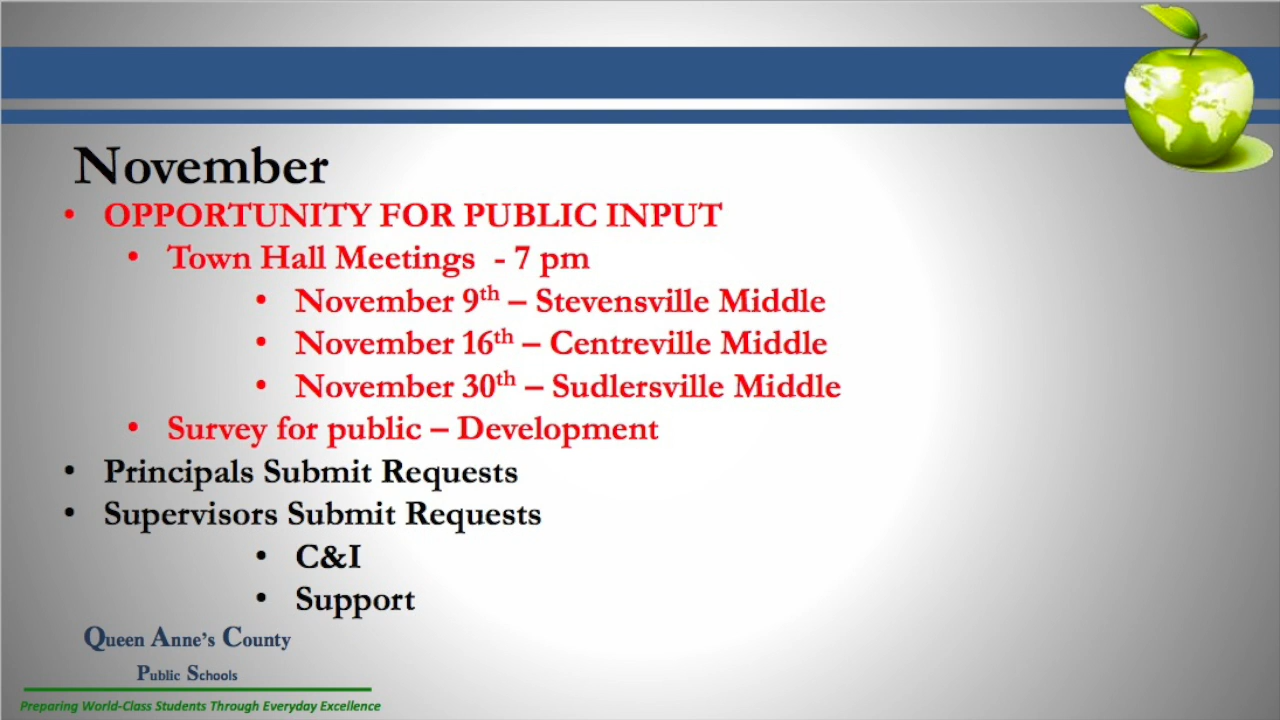 November
• OPPORTUNITY FOR PUBLIC INPUT
• Town Hall Meetings - 7 pm
• November 9th – Stevensville Middle
• November 16th – Centreville Middle
• November 30th – Sudlersville Middle
• Survey for public – Development
• Principals Submit Requests
• Supervisors Submit Requests
• C&I
• Support
Queen Anne's County
Public Schools
Preparing World-Class Students Through Everyday Excellence